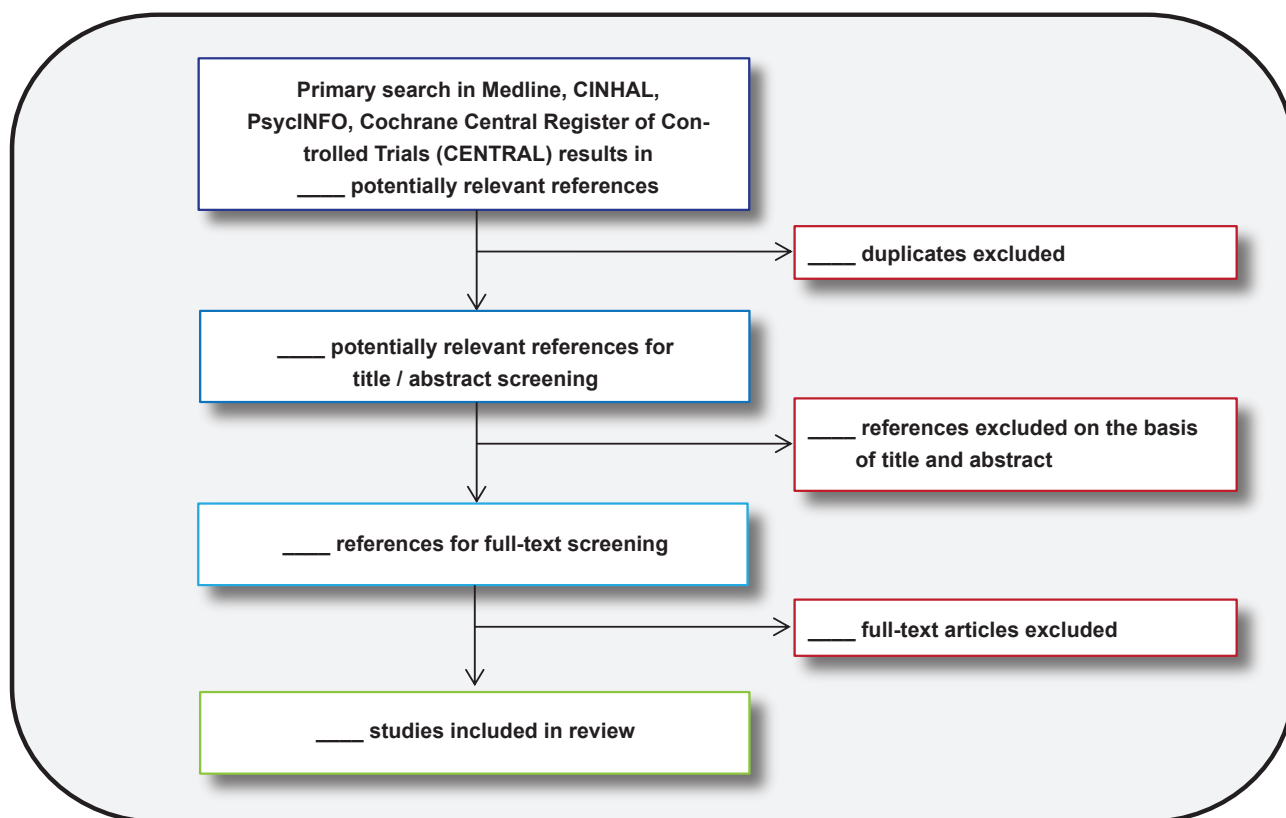 Primary search in Medline, CINHAL,
PsycINFO, Cochrane Central Register of Con-
trolled Trials (CENTRAL) results in
____ potentially relevant references
____ duplicates excluded
____ potentially relevant references for
title / abstract screening
____ references excluded on the basis
of title and abstract
____ references for full-text screening
____ full-text articles excluded
____ studies included in review